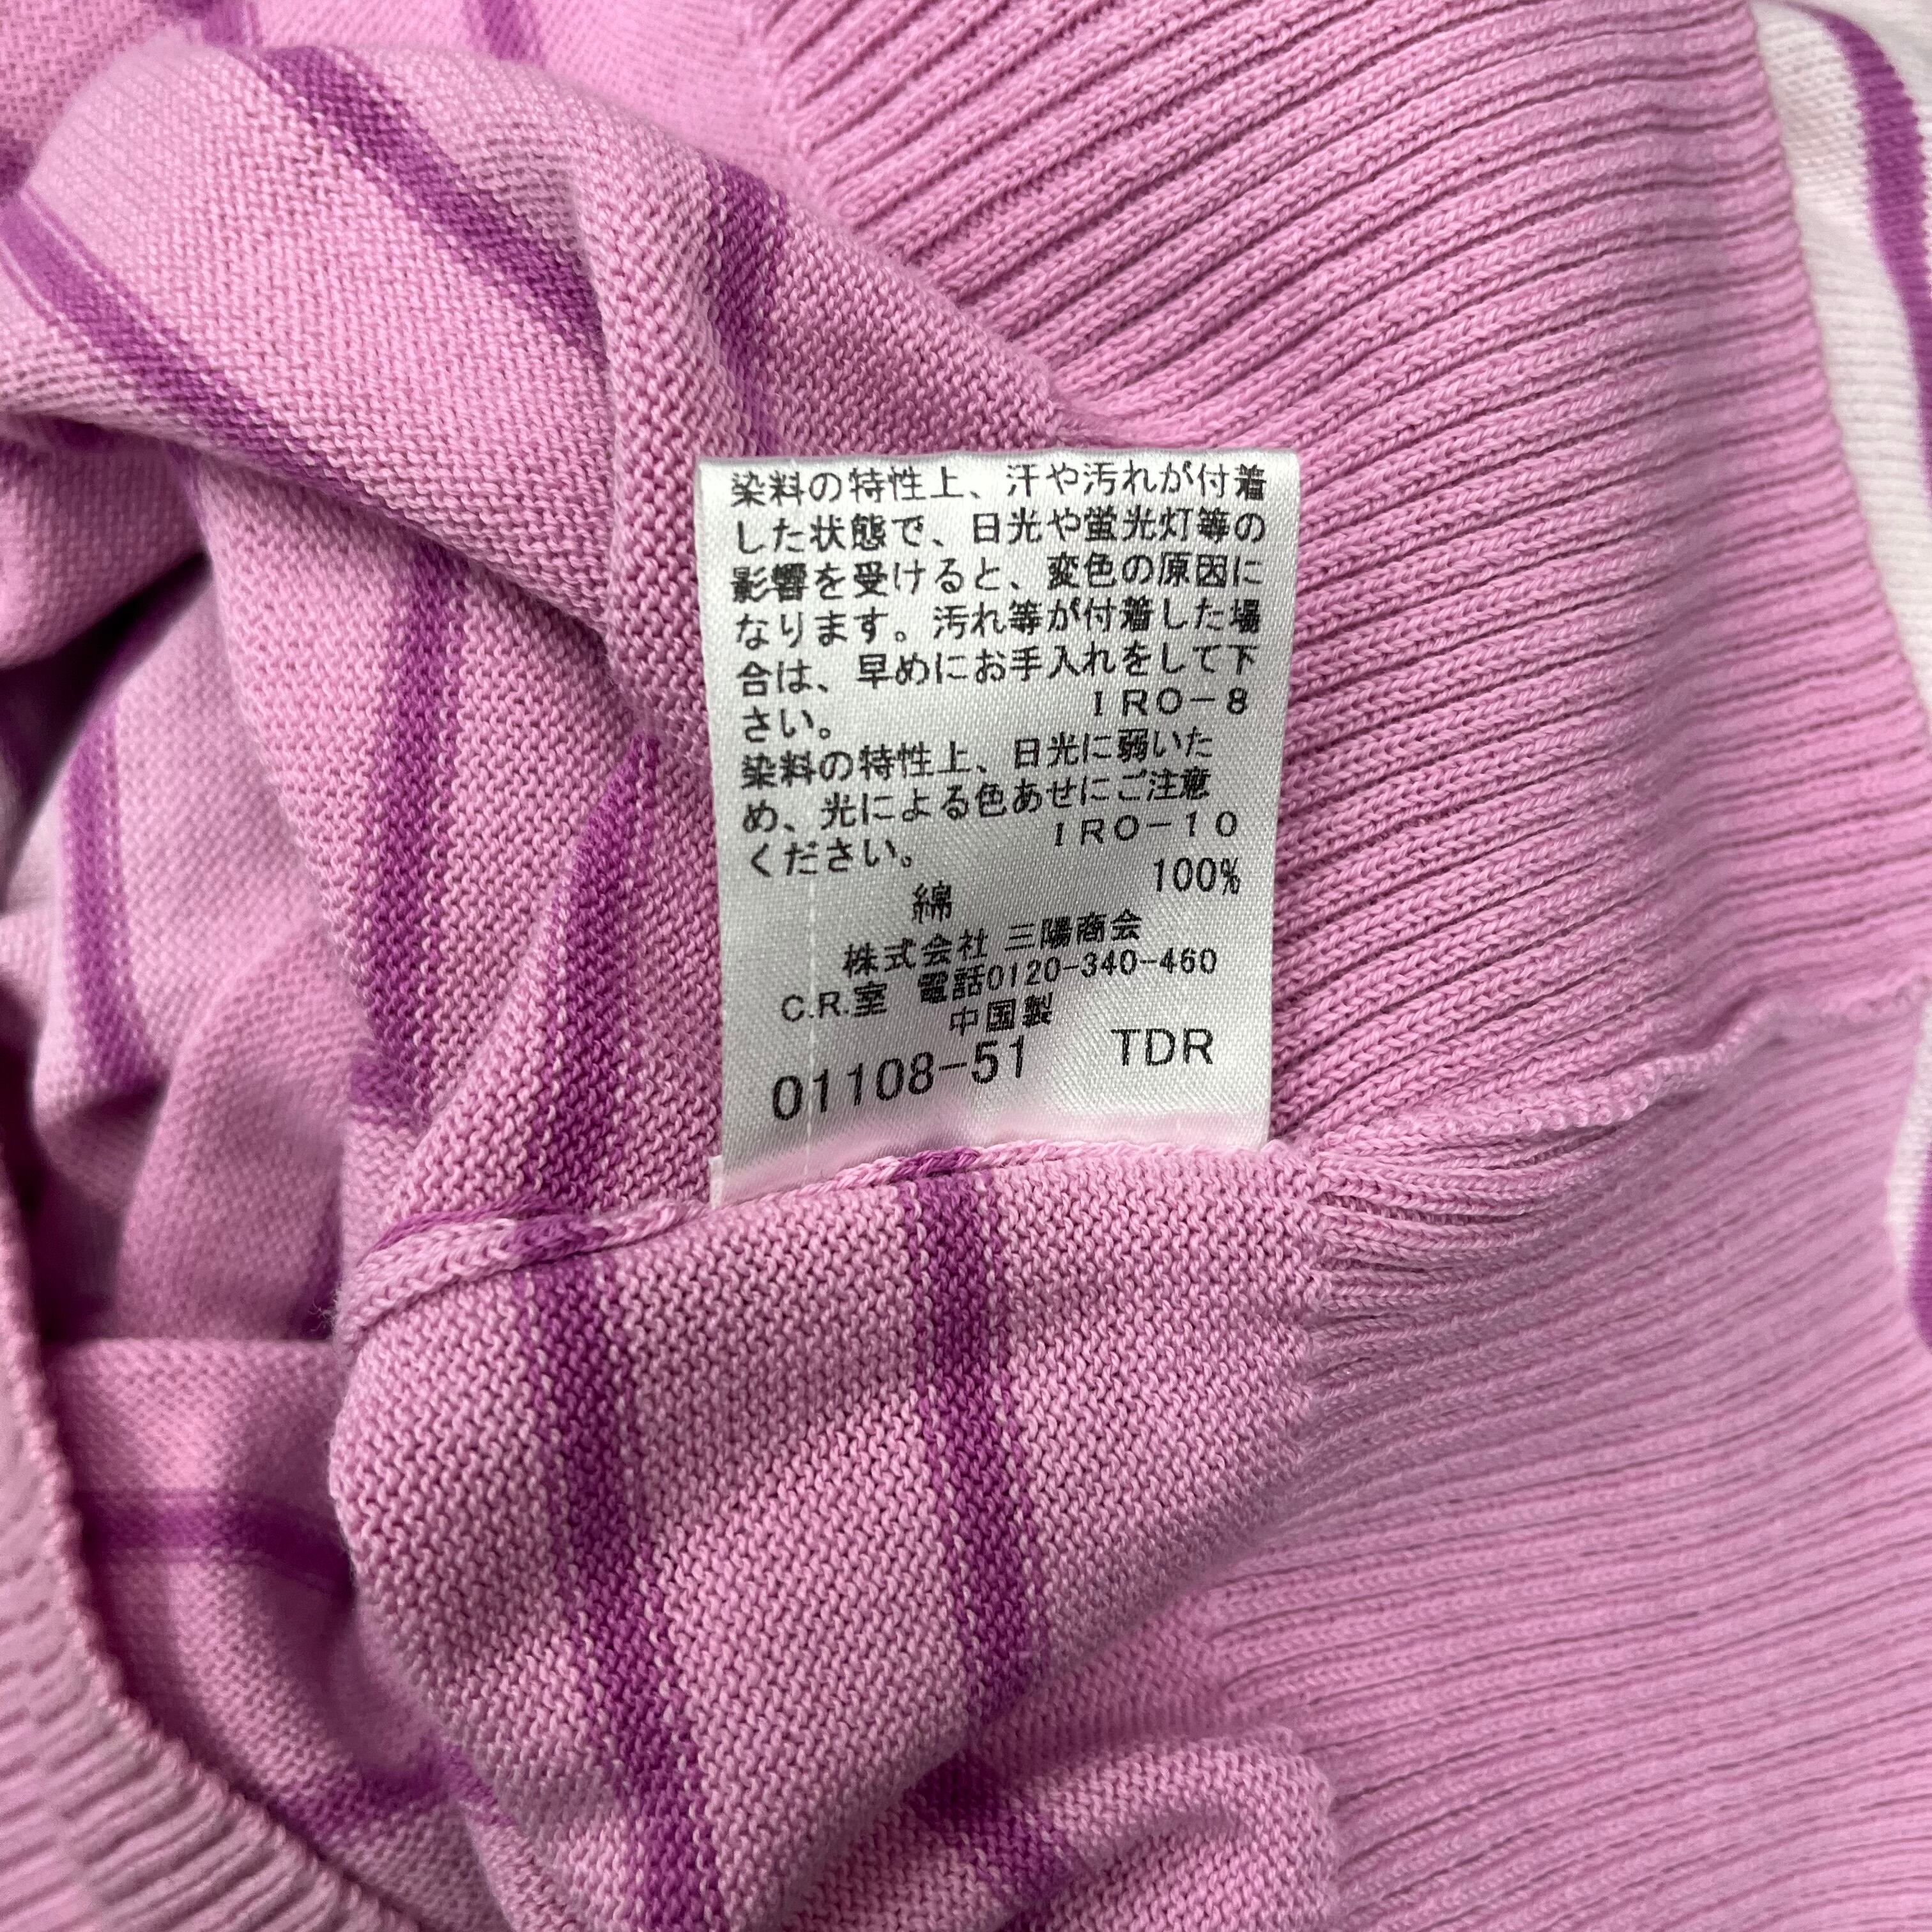 染料の特性上、汗や汚れが付着
した状態で、日光や蛍光灯等の
影響を受けると、変色の原因に
なります。汚れ等が付着した場
合は、早めにお手入れをして下
さい。 IRO-8
染料の特性上、日光に弱いた
め、光による色あせにご注意
ください。 IRO-10
綿 100%
株式会社 三陽商会
C.R.室 電話0120-340-460
中国製
01108-51 TDR